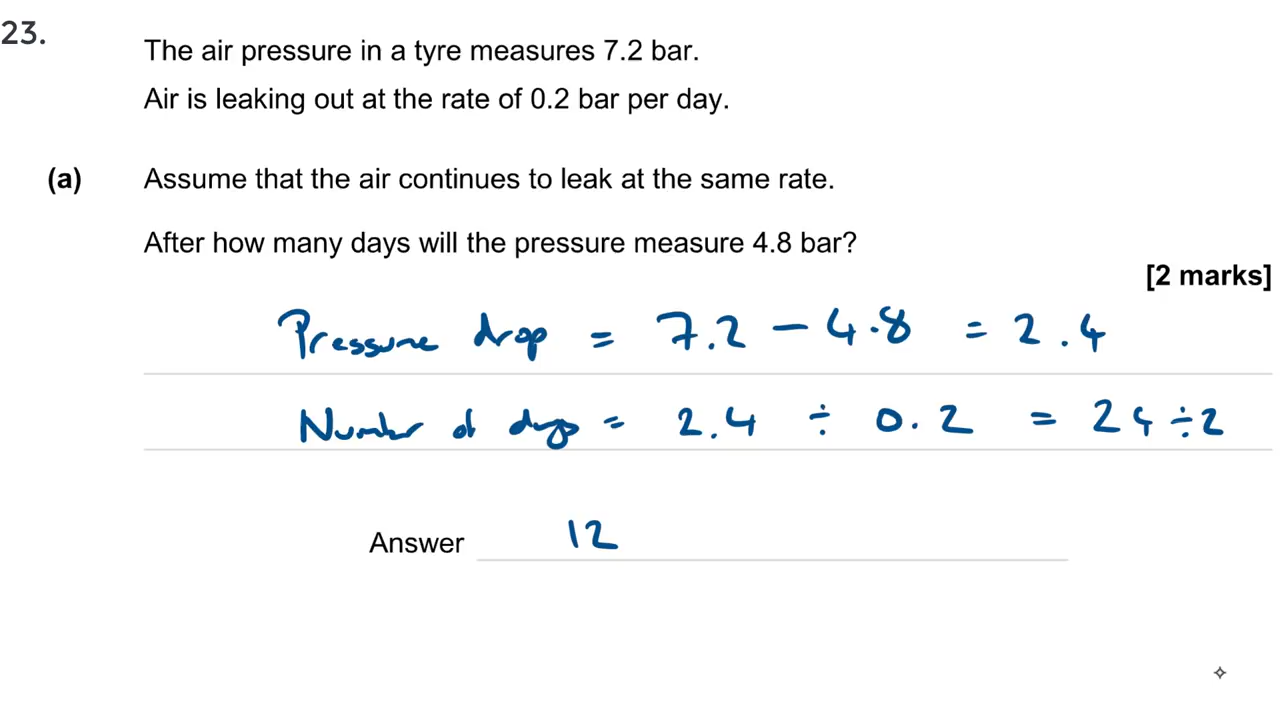 23.
The air pressure in a tyre measures 7.2 bar.
Air is leaking out at the rate of 0.2 bar per day.
(a) Assume that the air continues to leak at the same rate.
After how many days will the pressure measure 4.8 bar?
[2 marks]
Pressure drop = 7.2 - 4.8 = 2.4
Number of days = 2.4 ÷ 0.2 = 24 ÷ 2
Answer 12